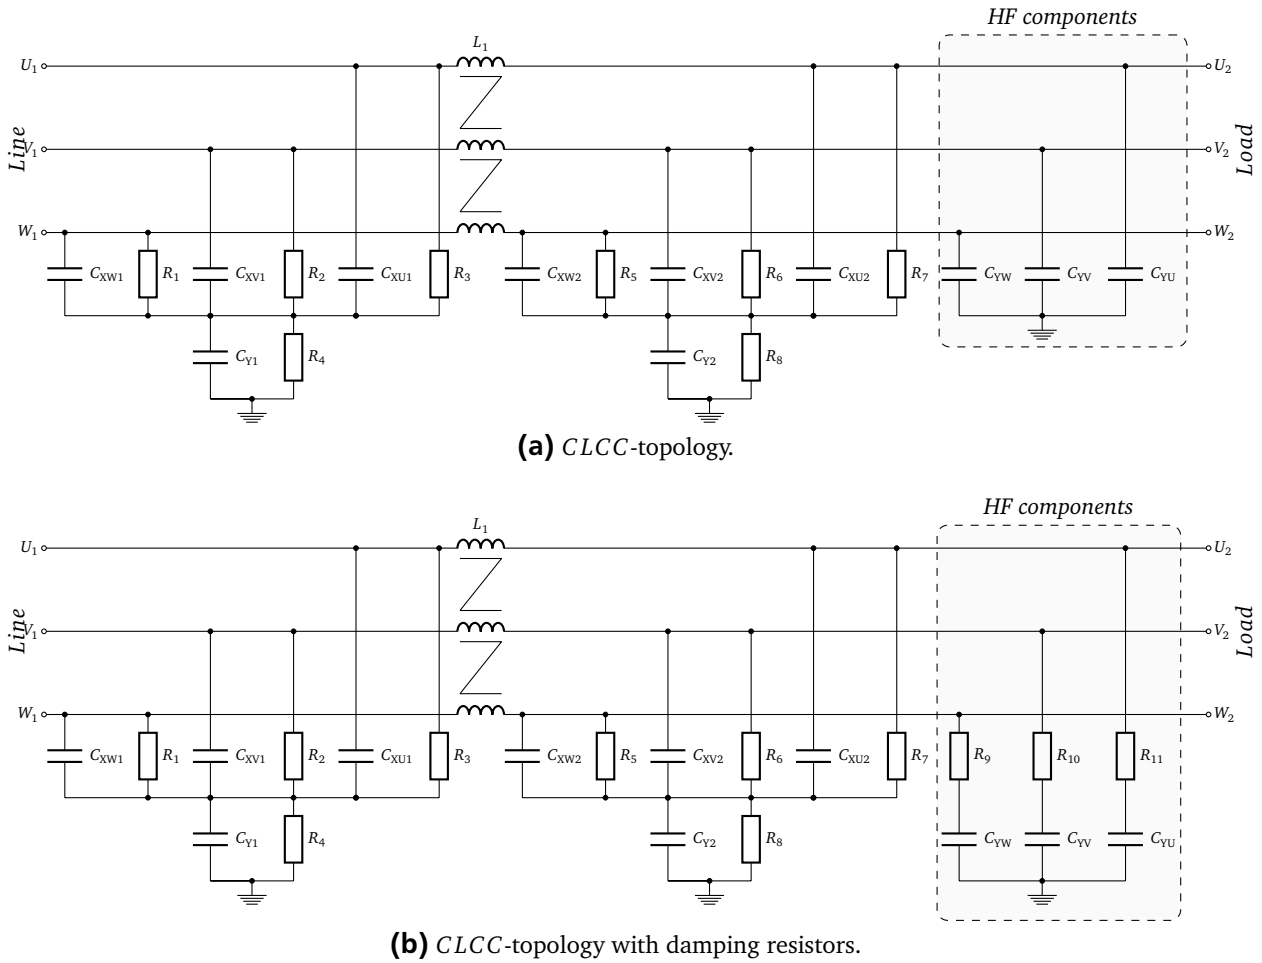 HF components
L1
U1
U2
Line
V1
V2
Load
W1
W2
CXW1 R1 CXV1 R2 CXU1 R3 CXW2 R5 CXV2 R6 CXU2 R7 CYW CYV CYU
CY1 R4 CY2 R8
(a) CLCC-topology.
HF components
L1
U1
U2
Line
V1
V2
Load
W1
W2
CXW1 R1 CXV1 R2 CXU1 R3 CXW2 R5 CXV2 R6 CXU2 R7 R9 R10 R11
CY1 R4 CY2 R8 CYW CYV CYU
(b) CLCC-topology with damping resistors.